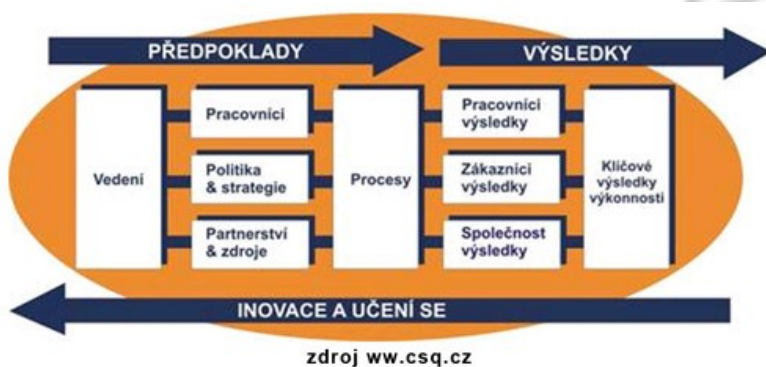 PŘEDPOKLADY
VÝSLEDKY
Vedení
Pracovníci
Politika
& strategie
Partnerství
& zdroje
Procesy
Pracovníci
výsledky
Zákazníci
výsledky
Společnost
výsledky
Klíčové
výsledky
výkonnosti
INOVACE A UČENÍ SE
zdroj ww.csq.cz